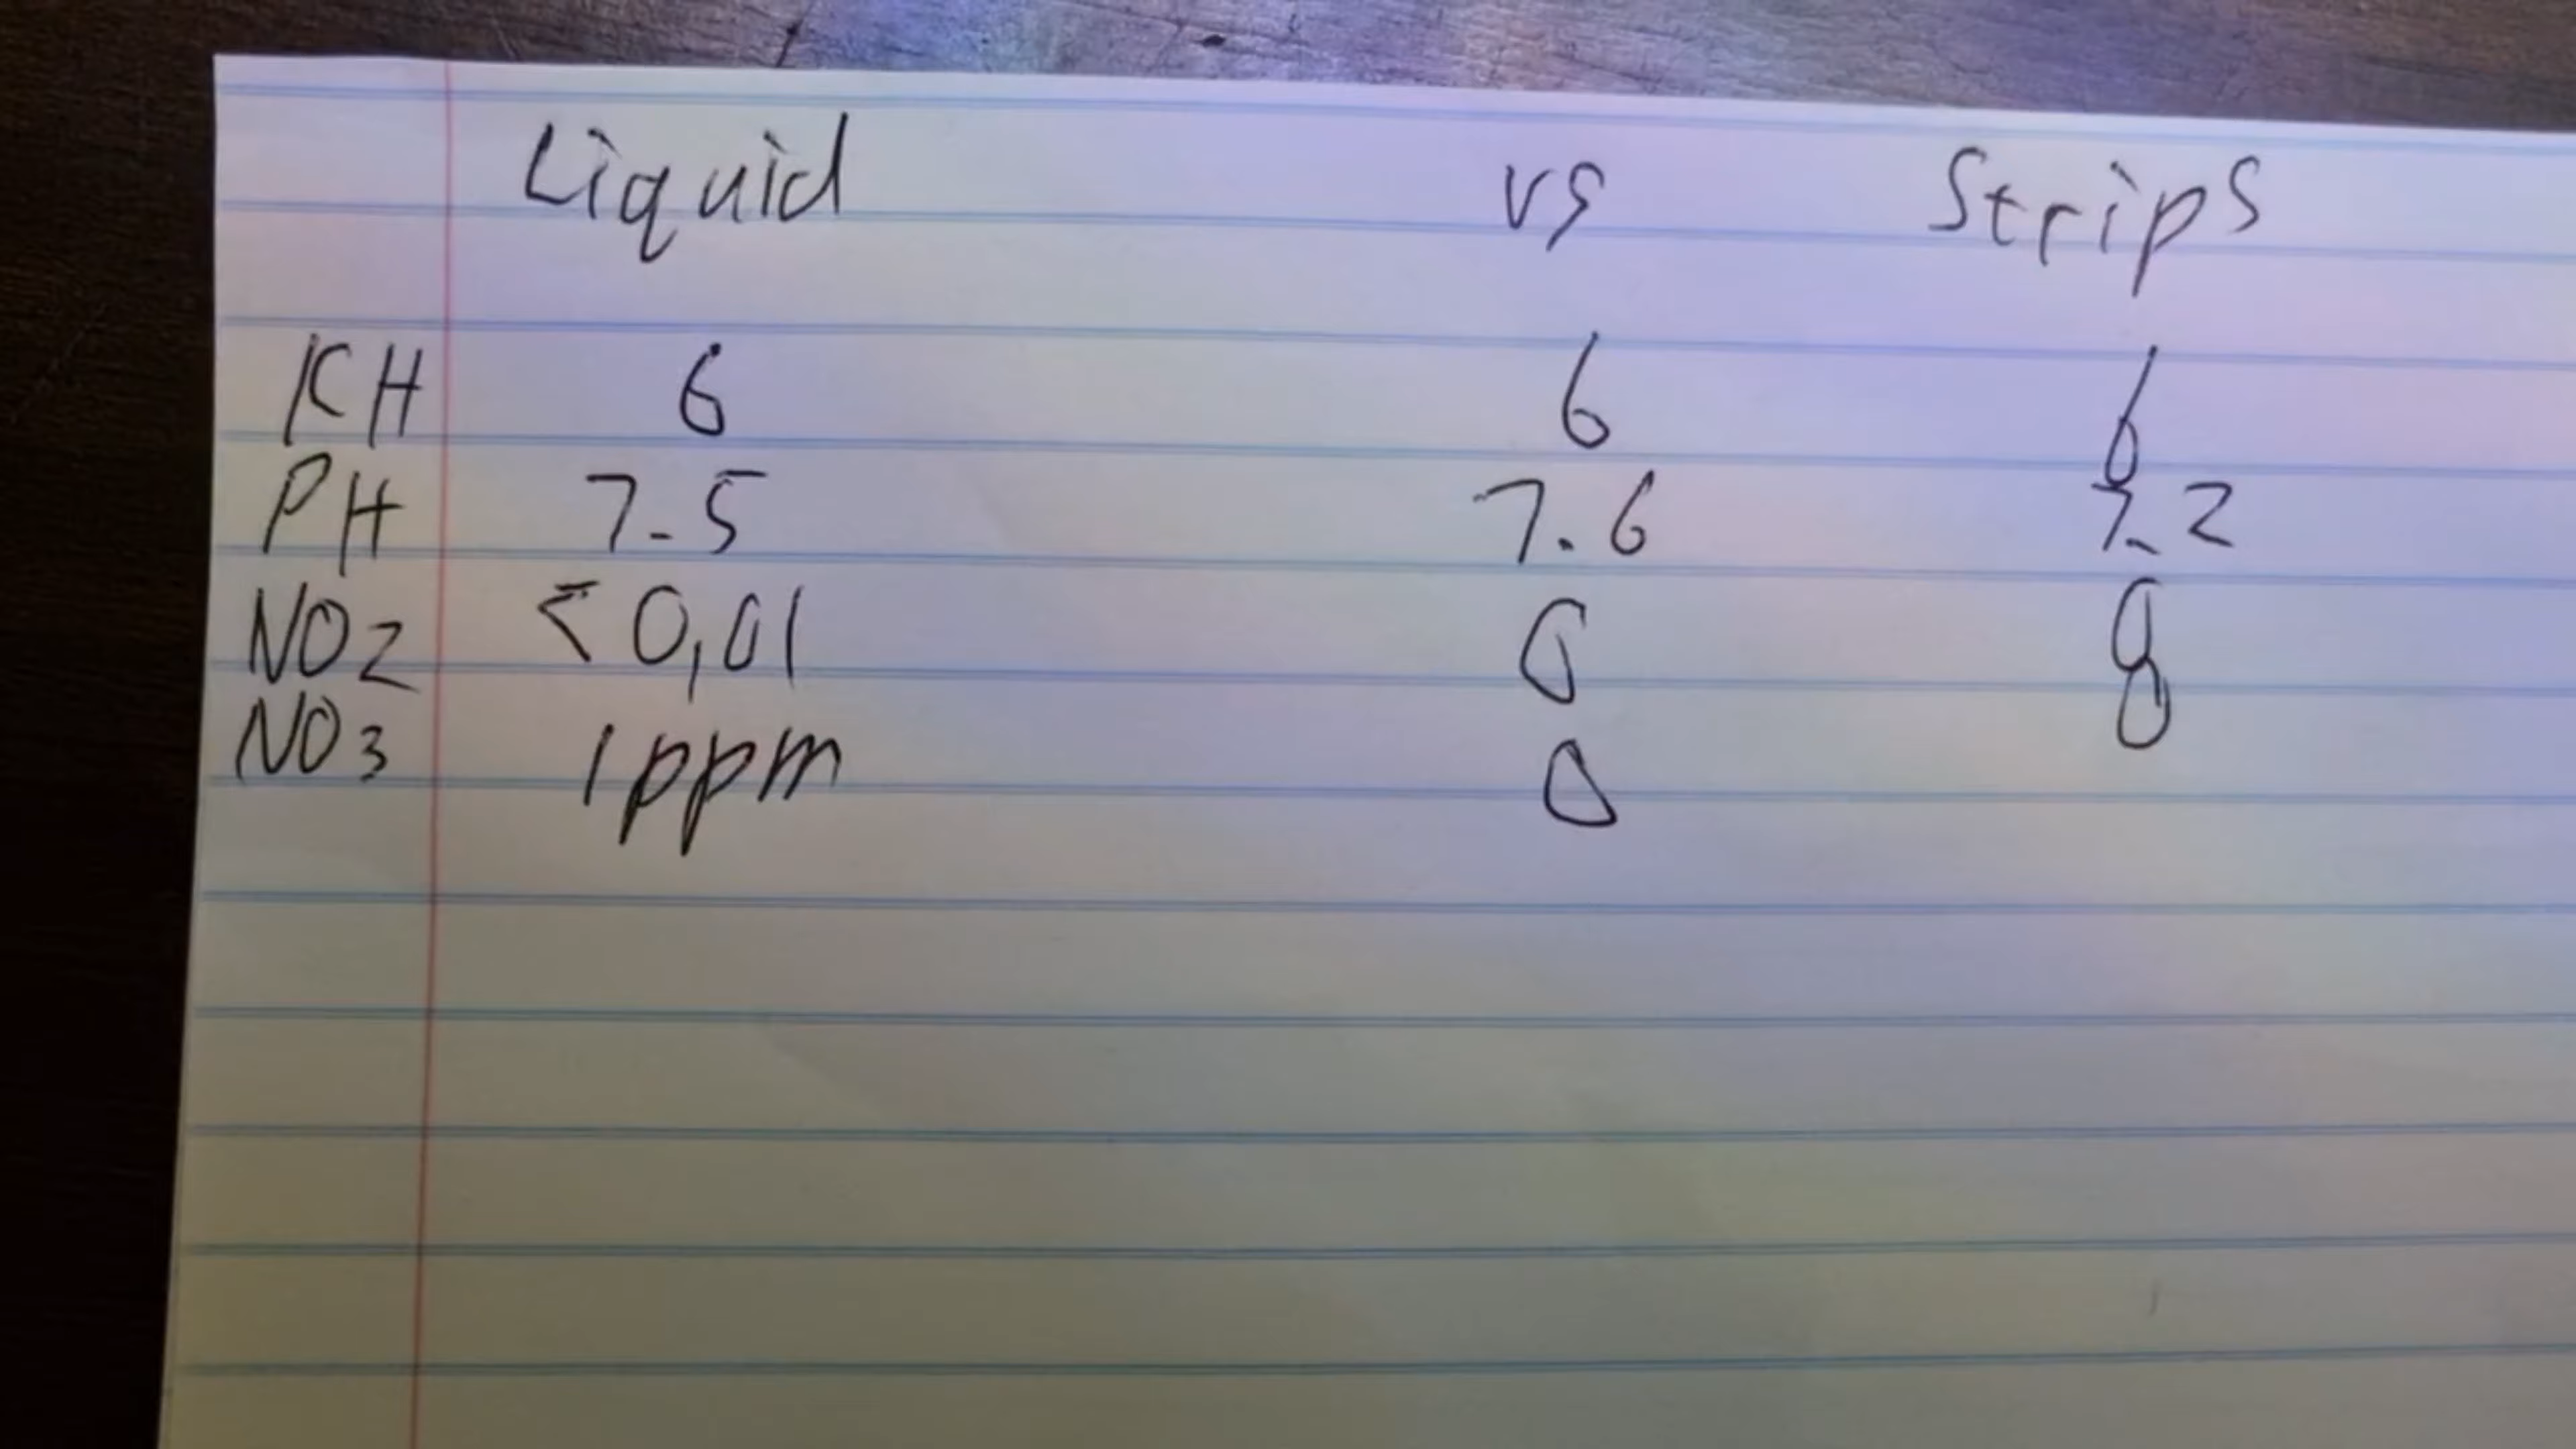 Liquid vs Strips
KH 6 6 6
PH 7.5 7.6 7.2
NO2 ≤0,01 0 0
NO3 1ppm 0 0